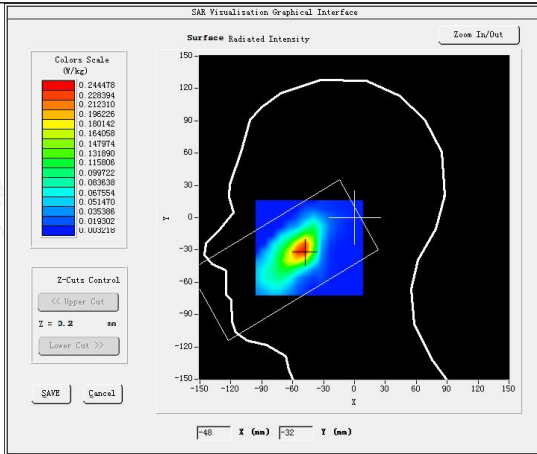 SAR Visualisation Graphical Interface
Surface Radiated Intensity
Zoom In/Out
Colors Scale
(W/kg)
0.244478
0.228394
0.212310
0.196226
0.180142
0.164058
0.147974
0.131890
0.115806
0.099722
0.083638
0.067554
0.051470
0.035386
0.019302
0.003218
Z-Cuts Control
<< Upper Cut
Z = 0.2 mm
Lower Cut >>
SAVE Cancel
150-
120-
90-
60-
30-
Y
0-
-30-
-60-
-90-
-120-
-150-
-150 -120 -90 -60 -30 0 30 60 90 120 150
X
-48 X (mm) -32 Y (mm)